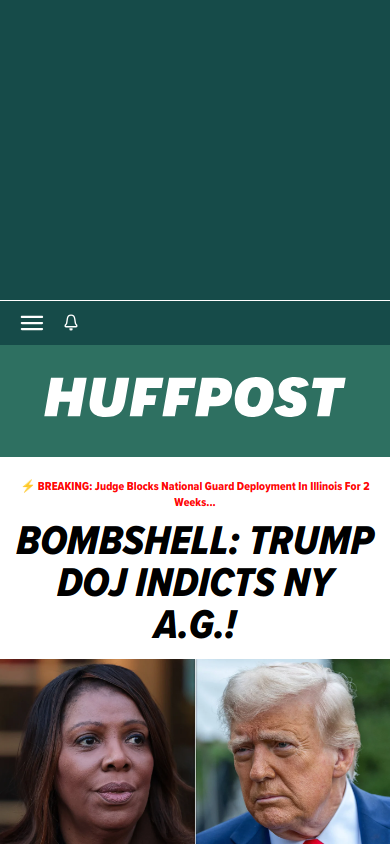 HUFFPOST
⚡ BREAKING: Judge Blocks National Guard Deployment In Illinois For 2
Weeks...
BOMBSHELL: TRUMP
DOJ INDICTS NY
A.G.!